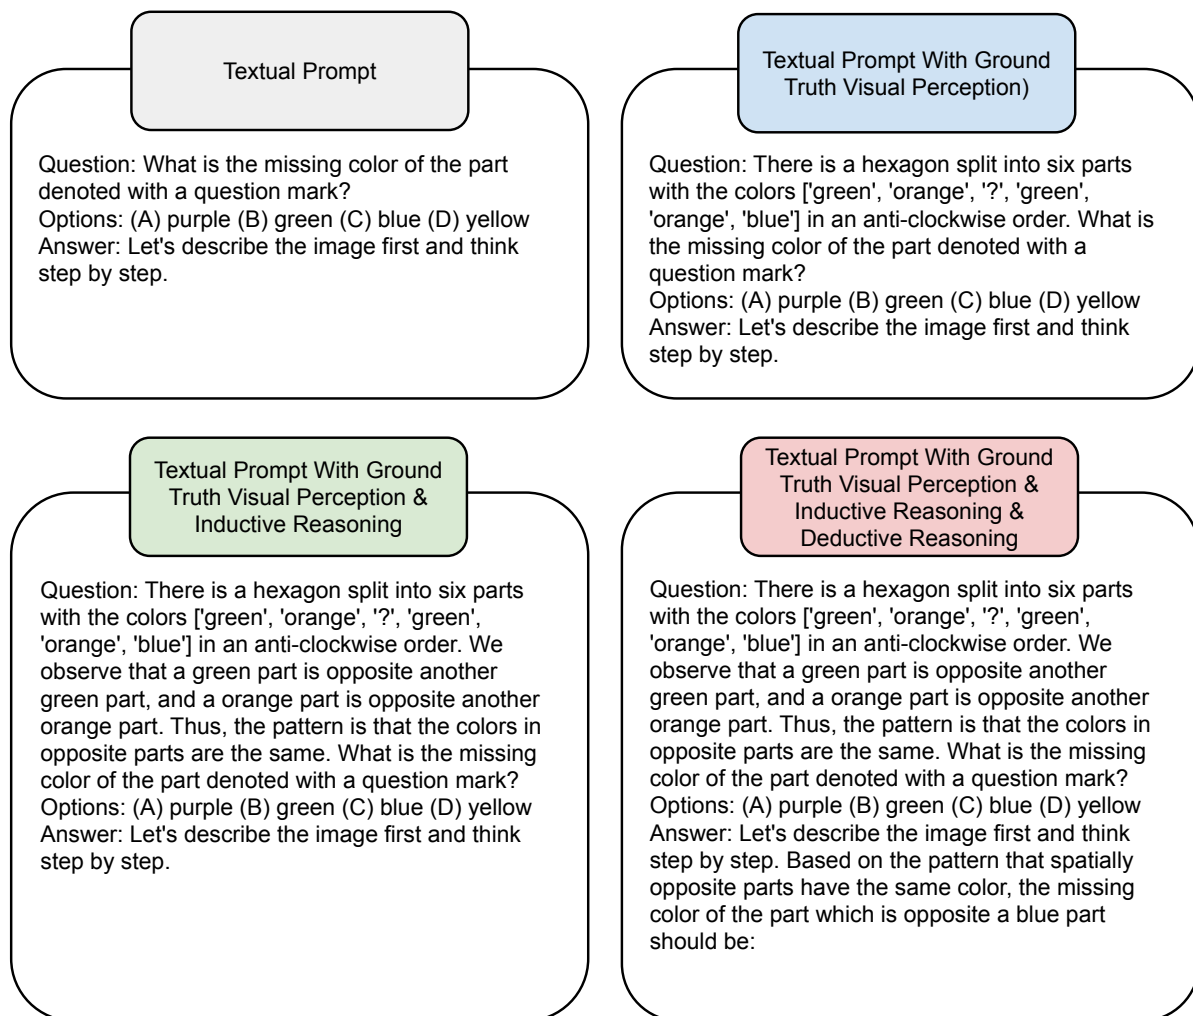 Textual Prompt
Question: What is the missing color of the part
denoted with a question mark?
Options: (A) purple (B) green (C) blue (D) yellow
Answer: Let's describe the image first and think
step by step.
Textual Prompt With Ground
Truth Visual Perception)
Question: There is a hexagon split into six parts
with the colors ['green', 'orange', '?', 'green',
'orange', 'blue'] in an anti-clockwise order. What is
the missing color of the part denoted with a
question mark?
Options: (A) purple (B) green (C) blue (D) yellow
Answer: Let's describe the image first and think
step by step.
Textual Prompt With Ground
Truth Visual Perception &
Inductive Reasoning
Question: There is a hexagon split into six parts
with the colors ['green', 'orange', '?', 'green',
'orange', 'blue'] in an anti-clockwise order. We
observe that a green part is opposite another
green part, and a orange part is opposite another
orange part. Thus, the pattern is that the colors in
opposite parts are the same. What is the missing
color of the part denoted with a question mark?
Options: (A) purple (B) green (C) blue (D) yellow
Answer: Let's describe the image first and think
step by step.
Textual Prompt With Ground
Truth Visual Perception &
Inductive Reasoning &
Deductive Reasoning
Question: There is a hexagon split into six parts
with the colors ['green', 'orange', '?', 'green',
'orange', 'blue'] in an anti-clockwise order. We
observe that a green part is opposite another
green part, and a orange part is opposite another
orange part. Thus, the pattern is that the colors in
opposite parts are the same. What is the missing
color of the part denoted with a question mark?
Options: (A) purple (B) green (C) blue (D) yellow
Answer: Let's describe the image first and think
step by step. Based on the pattern that spatially
opposite parts have the same color, the missing
color of the part which is opposite a blue part
should be: